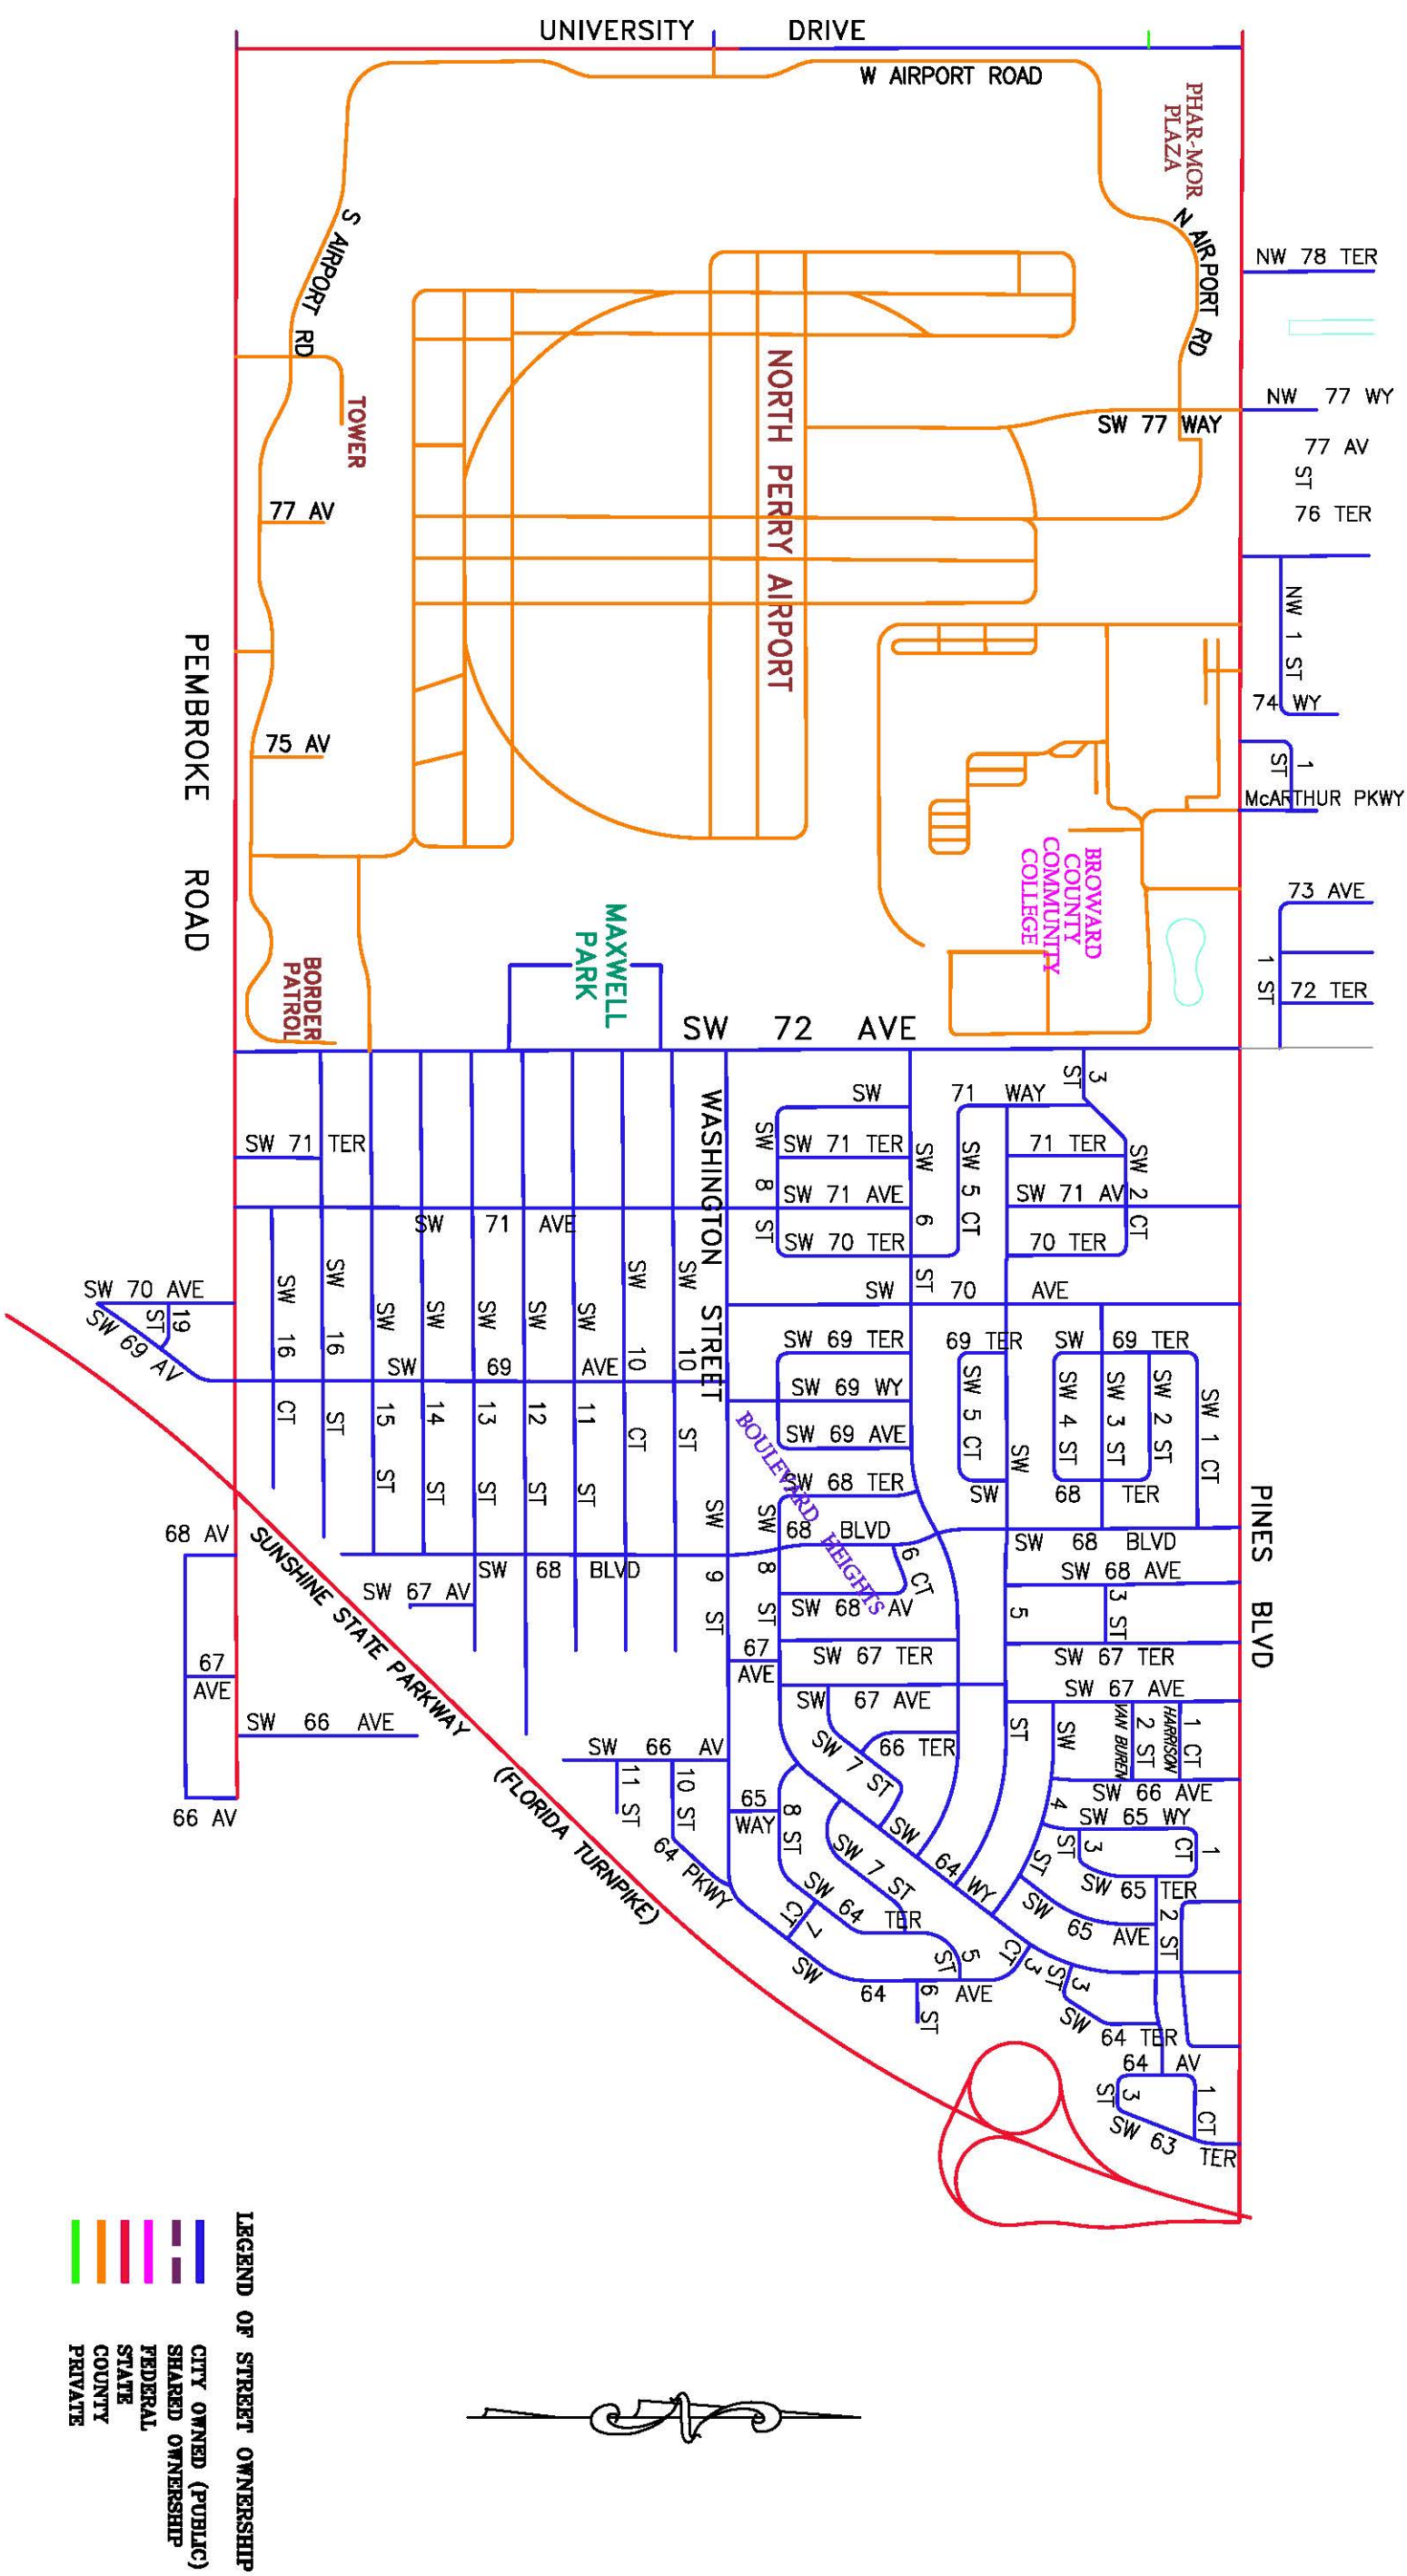 UNIVERSITY DRIVE
W AIRPORT ROAD
PHAR-MOR
PLAZA
N AIRPORT RD
S AIRPORT RD
NW 78 TER
NW 77 WY
SW 77 WAY
77 AV
ST
76 TER
TOWER
77 AV
NORTH PERRY AIRPORT
NW 1 ST
74 WY
75 AV
1 ST
McARTHUR PKWY
PEMBROKE ROAD
BROWARD
COUNTY
COMMUNITY
COLLEGE
73 AVE
1 ST
72 TER
MAXWELL
PARK
BORDER
PATROL
SW 72 AVE
3 ST
SW 71 WAY
SW 71 TER
SW 71 TER
71 TER
SW 8 ST
SW 6 ST
SW 5 CT
SW 2 CT
SW 71 AVE
SW 71 AV
SW 71 AVE
SW 70 TER
70 TER
WASHINGTON STREET
SW 70 AVE
SW 70 AVE
19 ST
SW 69 AV
SW 16 CT
SW 16 ST
SW 15 ST
SW 14 ST
SW 13 ST
SW 12 ST
SW 11 ST
SW 10 CT
SW 10 ST
SW 69 AVE
SW 69 TER
69 TER
SW 69 TER
SW 69 WY
SW 69 AVE
SW 5 CT
SW 4 ST
SW 3 ST
SW 2 ST
SW 1 CT
BOULEVARD HEIGHTS
SW 68 TER
SW 68 TER
SW 5 ST
PINES BLVD
68 AV
SUNSHINE STATE PARKWAY
(FLORIDA TURNPIKE)
SW 68 BLVD
68 BLVD
SW 68 BLVD
SW 9 ST
SW 8 ST
6 CT
SW 68 AV
SW 68 AVE
3 ST
SW 67 AV
67 AVE
67 AVE
SW 67 TER
SW 67 TER
SW 67 AVE
SW 67 AVE
SW 66 AVE
66 AV
SW 66 AV
11 ST
10 ST
64 PKWY
65 WAY
8 ST
SW 7 ST
66 TER
SW 64 WY
SW 4 ST
VAN BUREN
2 ST
HARRISON
1 CT
SW 66 AVE
SW 65 WY
3 ST
1 CT
SW 65 TER
SW 7 ST
SW 64 TER
7 CT
SW 65 AVE
2 ST
5 ST
3 CT
3 ST
SW 64 AVE
6 ST
SW 64 TER
64 AV
3 ST
1 CT
SW 63 TER
LEGEND OF STREET OWNERSHIP
CITY OWNED (PUBLIC)
SHARED OWNERSHIP
FEDERAL
STATE
COUNTY
PRIVATE